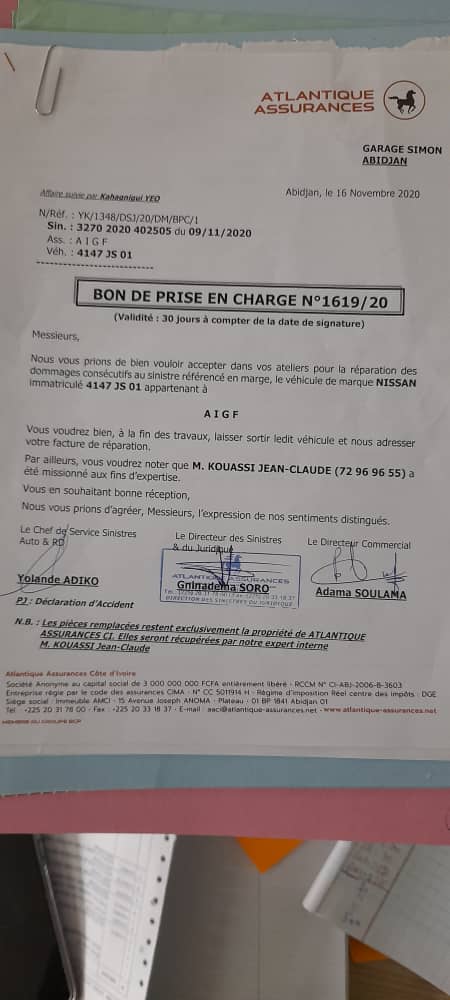 ATLANTIQUE
ASSURANCES
GARAGE SIMON
ABIDJAN
Affaire suivie par Kahagnigui YEO
Abidjan, le 16 Novembre 2020
N/Réf. : YK/1348/DSJ/20/DM/BPC/1
Sin. : 3270 2020 402505 du 09/11/2020
Ass. : A I G F
Véh. : 4147 JS 01
BON DE PRISE EN CHARGE N°1619/20
(Validité : 30 jours à compter de la date de signature)
Messieurs,
Nous vous prions de bien vouloir accepter dans vos ateliers pour la réparation des
dommages consécutifs au sinistre référencé en marge, le véhicule de marque NISSAN
immatriculé 4147 JS 01 appartenant à
A I G F
Vous voudrez bien, à la fin des travaux, laisser sortir ledit véhicule et nous adresser
votre facture de réparation.
Par ailleurs, vous voudrez noter que M. KOUASSI JEAN-CLAUDE (72 96 96 55) a
été missionné aux fins d'expertise.
Vous en souhaitant bonne réception,
Nous vous prions d'agréer, Messieurs, l'expression de nos sentiments distingués.
Le Chef de Service Sinistres
Auto & RD
Le Directeur des Sinistres
& du Juridique
Le Directeur Commercial
ATLANTIQUE ASSURANCES
Yolande ADIKO
Gninadema SORO
Adama SOULAMA
DIRECTION DES SINISTRES DU JURIDIQUE
PJ : Déclaration d'Accident
N.B. : Les pièces remplacées restent exclusivement la propriété de ATLANTIQUE
ASSURANCES CI. Elles seront récupérées par notre expert interne
M. KOUASSI Jean-Claude
Atlantique Assurances Côte d'Ivoire
Société Anonyme au capital social de 3 000 000 000 FCFA entièrement libéré - RCCM N° CI-ABJ-2006-B-3603
Entreprise régie par le code des assurances CIMA - N° CC 5011914 H - Régime d'imposition Réel centre des impôts : DGE
Siège social : Immeuble AMCI - 15 Avenue Joseph ANOMA - Plateau - 01 BP 1841 Abidjan 01
Tél : +225 20 31 78 00 - Fax : +225 20 33 18 37 - E-mail : aaci@atlantique-assurances.net - www.atlantique-assurances.net
MEMBRE DU GROUPE BCP